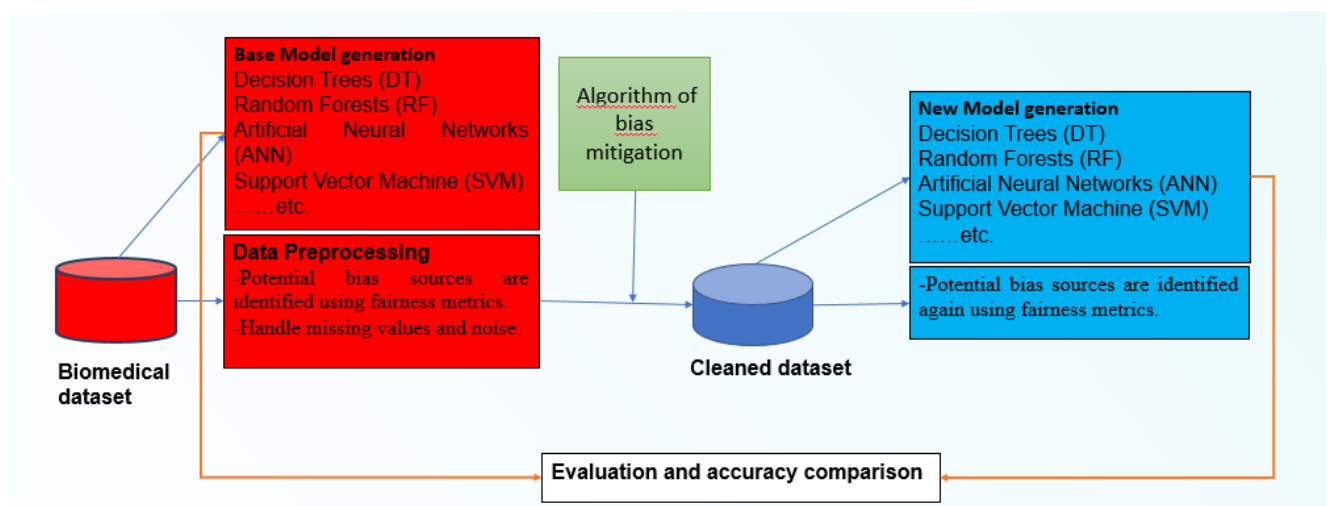 Base Model generation
Decision Trees (DT)
Random Forests (RF)
Artificial Neural Networks
(ANN)
Support Vector Machine (SVM)
……etc.
Data Preprocessing
-Potential bias sources are
identified using fairness metrics.
-Handle missing values and noise.
Biomedical
dataset
Algorithm of
bias
mitigation
Cleaned dataset
New Model generation
Decision Trees (DT)
Random Forests (RF)
Artificial Neural Networks (ANN)
Support Vector Machine (SVM)
……etc.
-Potential bias sources are identified
again using fairness metrics.
Evaluation and accuracy comparison